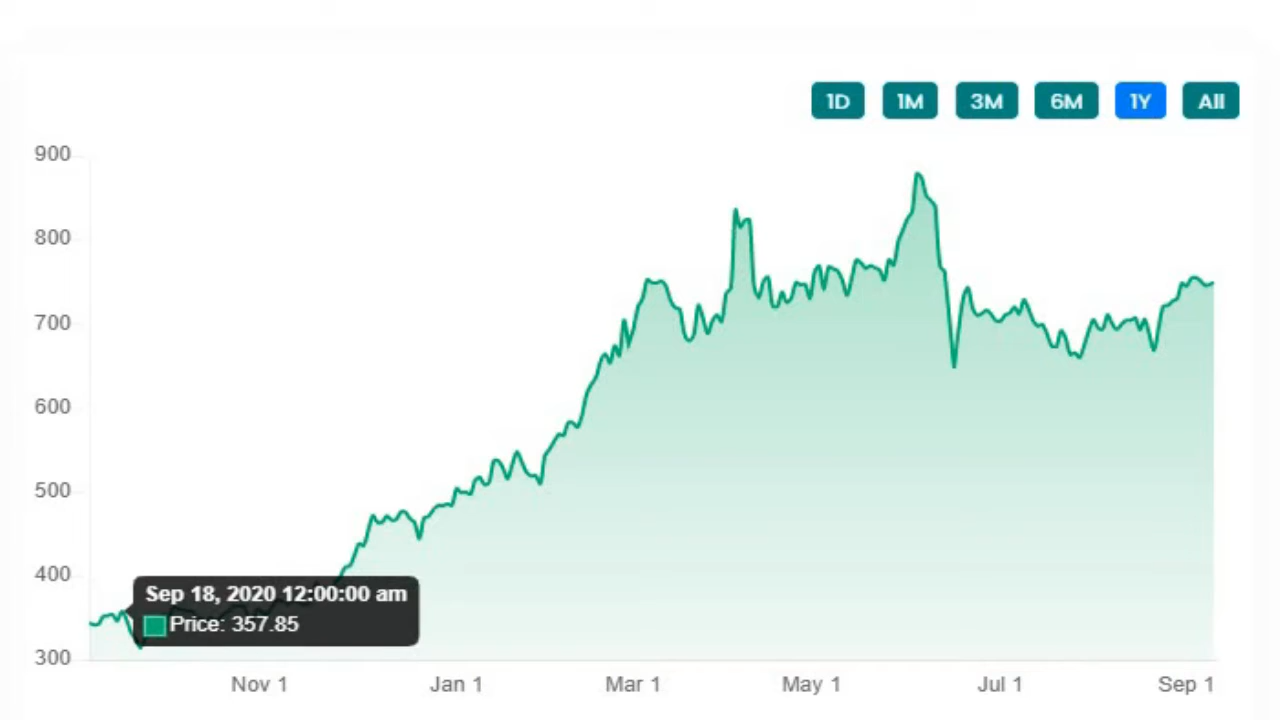 1D 1M 3M 6M 1Y All
900
800
700
600
500
400
300
Sep 18, 2020 12:00:00 am
Price: 357.85
Nov 1 Jan 1 Mar 1 May 1 Jul 1 Sep 1